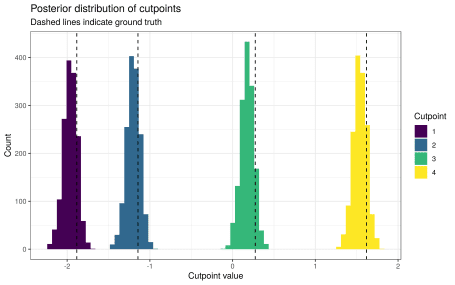 Posterior distribution of cutpoints
Dashed lines indicate ground truth
400
300
200
100
0
Count
-2
-1
0
1
2
Cutpoint value
Cutpoint
1
2
3
4